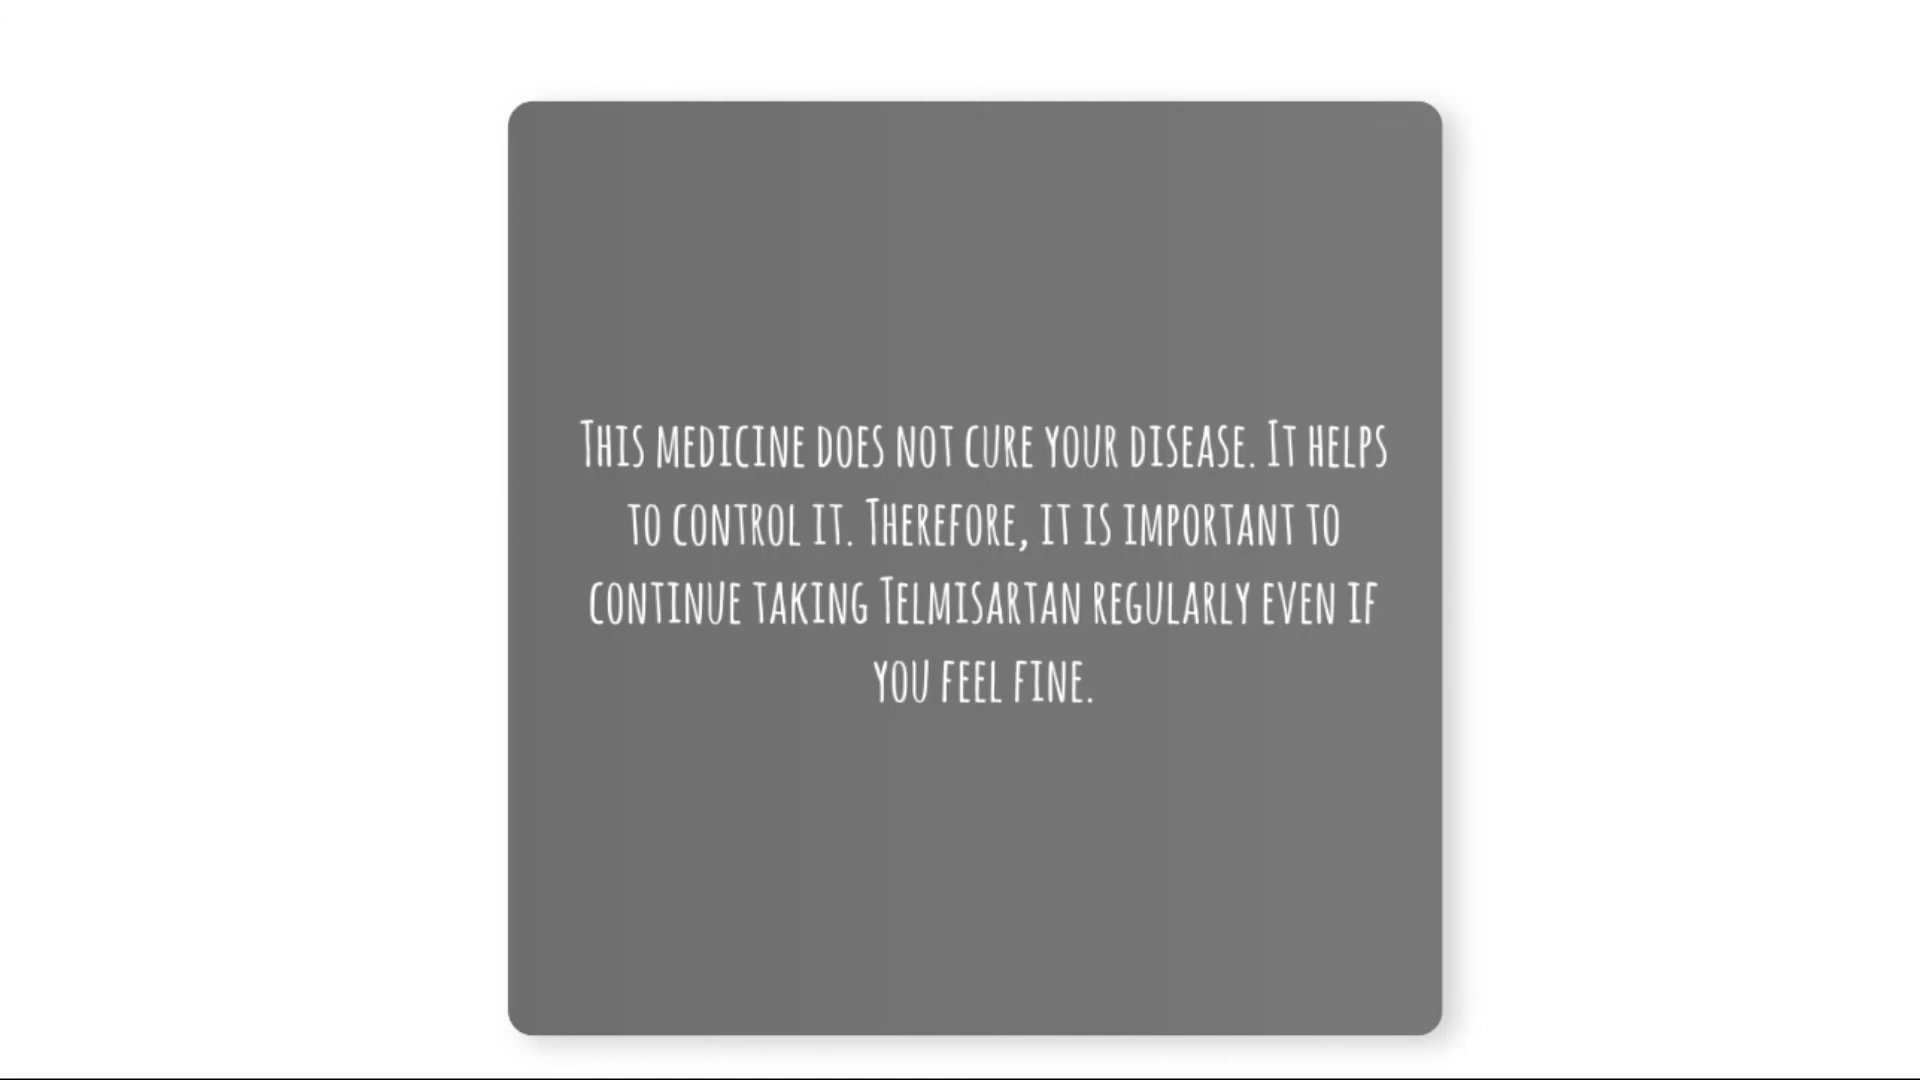 This medicine does not cure your disease. It helps
to control it. Therefore, it is important to
continue taking Telmisartan regularly even if
you feel fine.